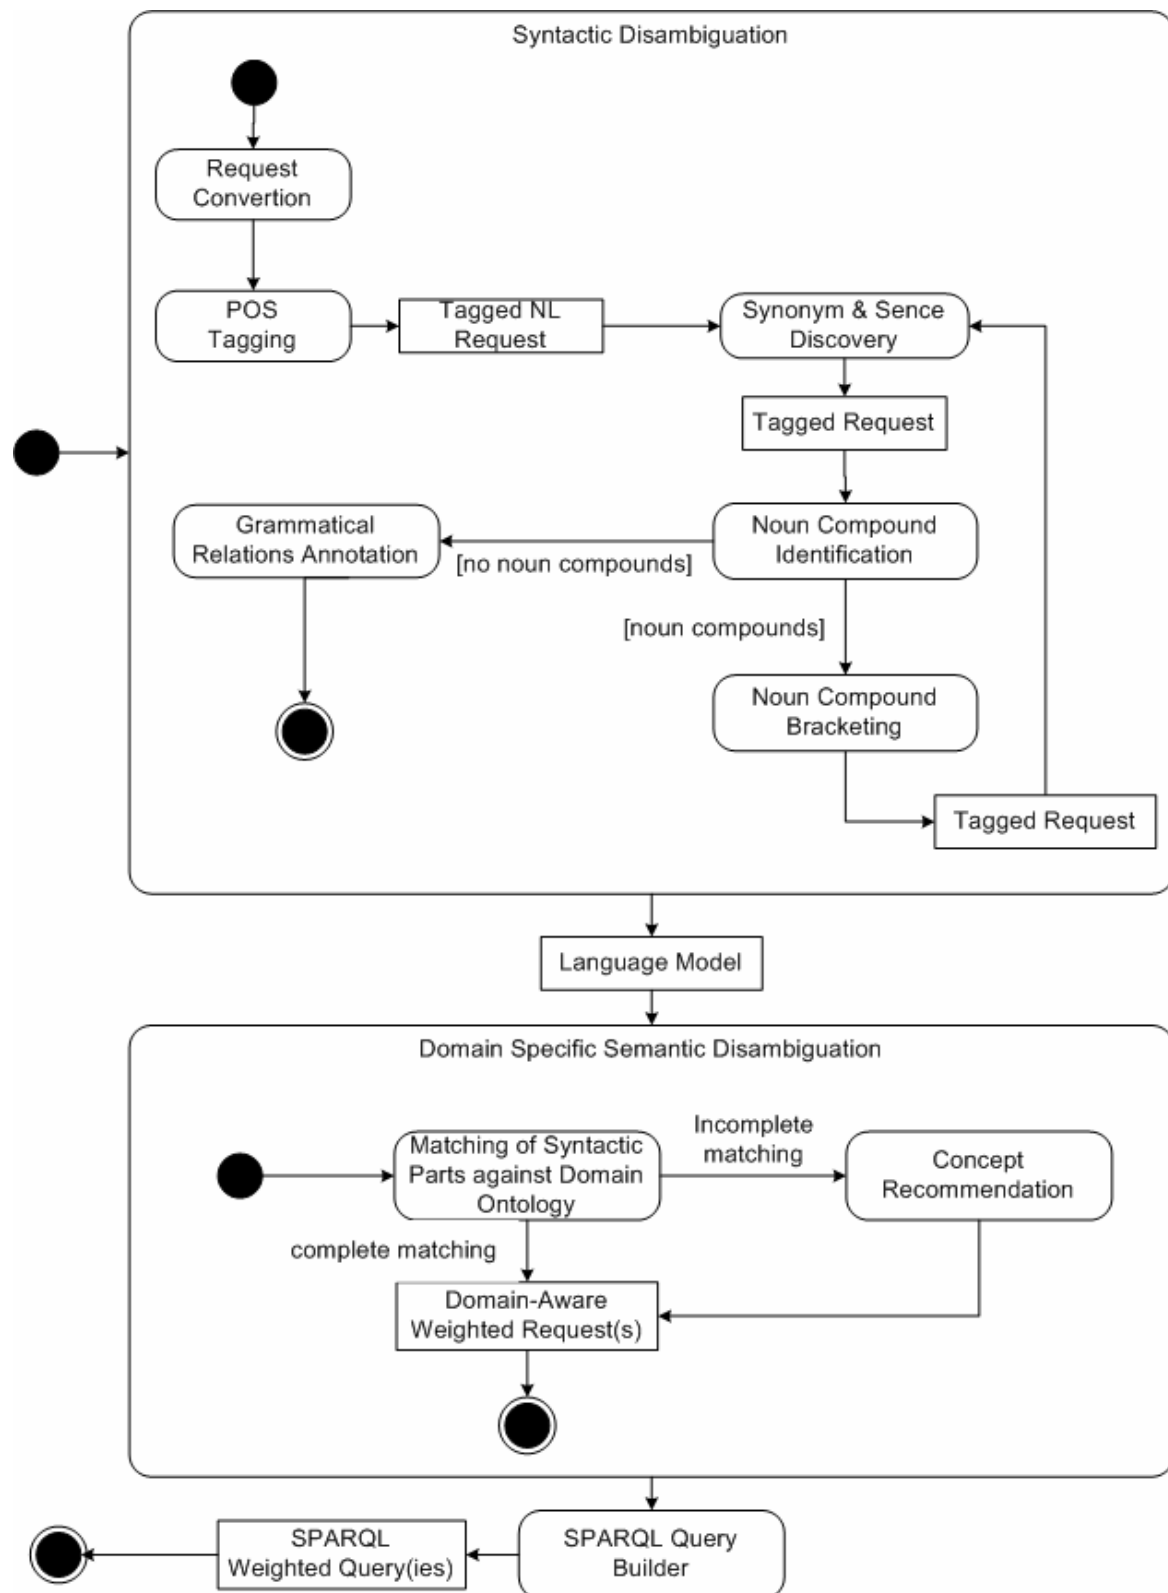 Syntactic Disambiguation
Request
Convertion
POS
Tagging
Tagged NL
Request
Synonym & Sence
Discovery
Tagged Request
Grammatical
Relations Annotation
[no noun compounds]
Noun Compound
Identification
[noun compounds]
Noun Compound
Bracketing
Tagged Request
Language Model
Domain Specific Semantic Disambiguation
Matching of Syntactic
Parts against Domain
Ontology
Incomplete
matching
Concept
Recommendation
complete matching
Domain-Aware
Weighted Request(s)
SPARQL
Weighted Query(ies)
SPARQL Query
Builder